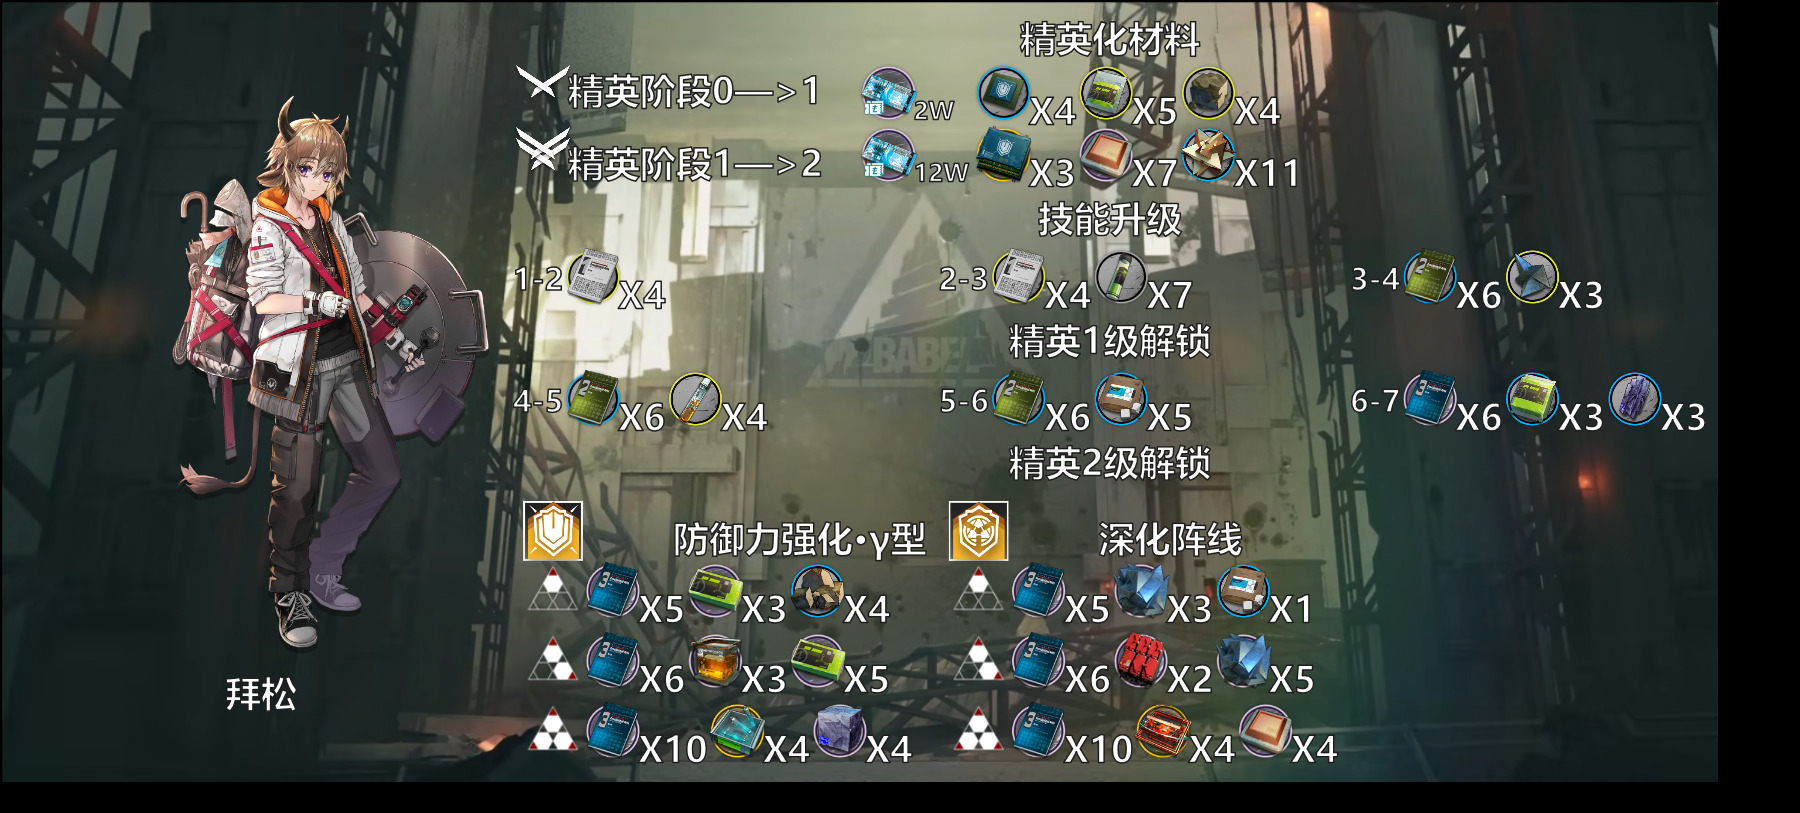 精英化材料
精英阶段0—>1 2W X4 X5 X4
精英阶段1—>2 12W X3 X7 X11
技能升级
1-2 X4 2-3 X4 X7 3-4 X6 X3
BABEL
精英1级解锁
4-5 X6 X4 5-6 X6 X5 6-7 X6 X3 X3
精英2级解锁
防御力强化·γ型 深化阵线
X5 X3 X4 X5 X3 X1
X6 X3 X5 X6 X2 X5
X10 X4 X4 X10 X4 X4
拜松